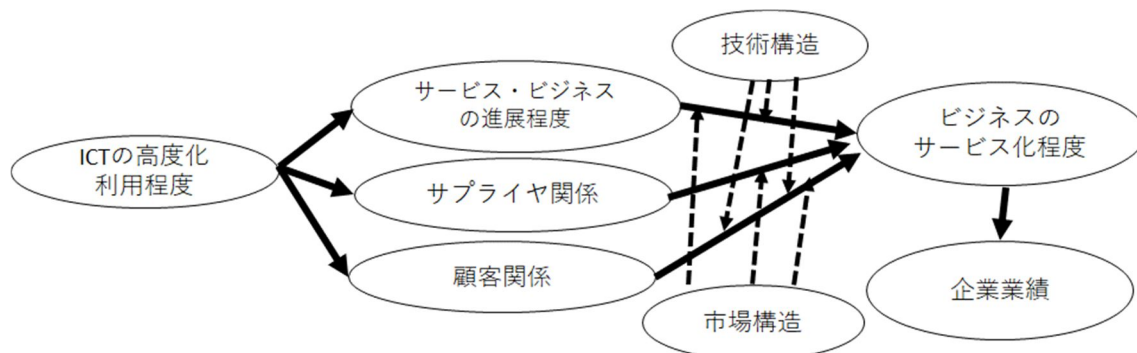 技術構造
サービス・ビジネス
の進展程度
ビジネスの
サービス化程度
ICTの高度化
利用程度
サプライヤ関係
顧客関係
企業業績
市場構造